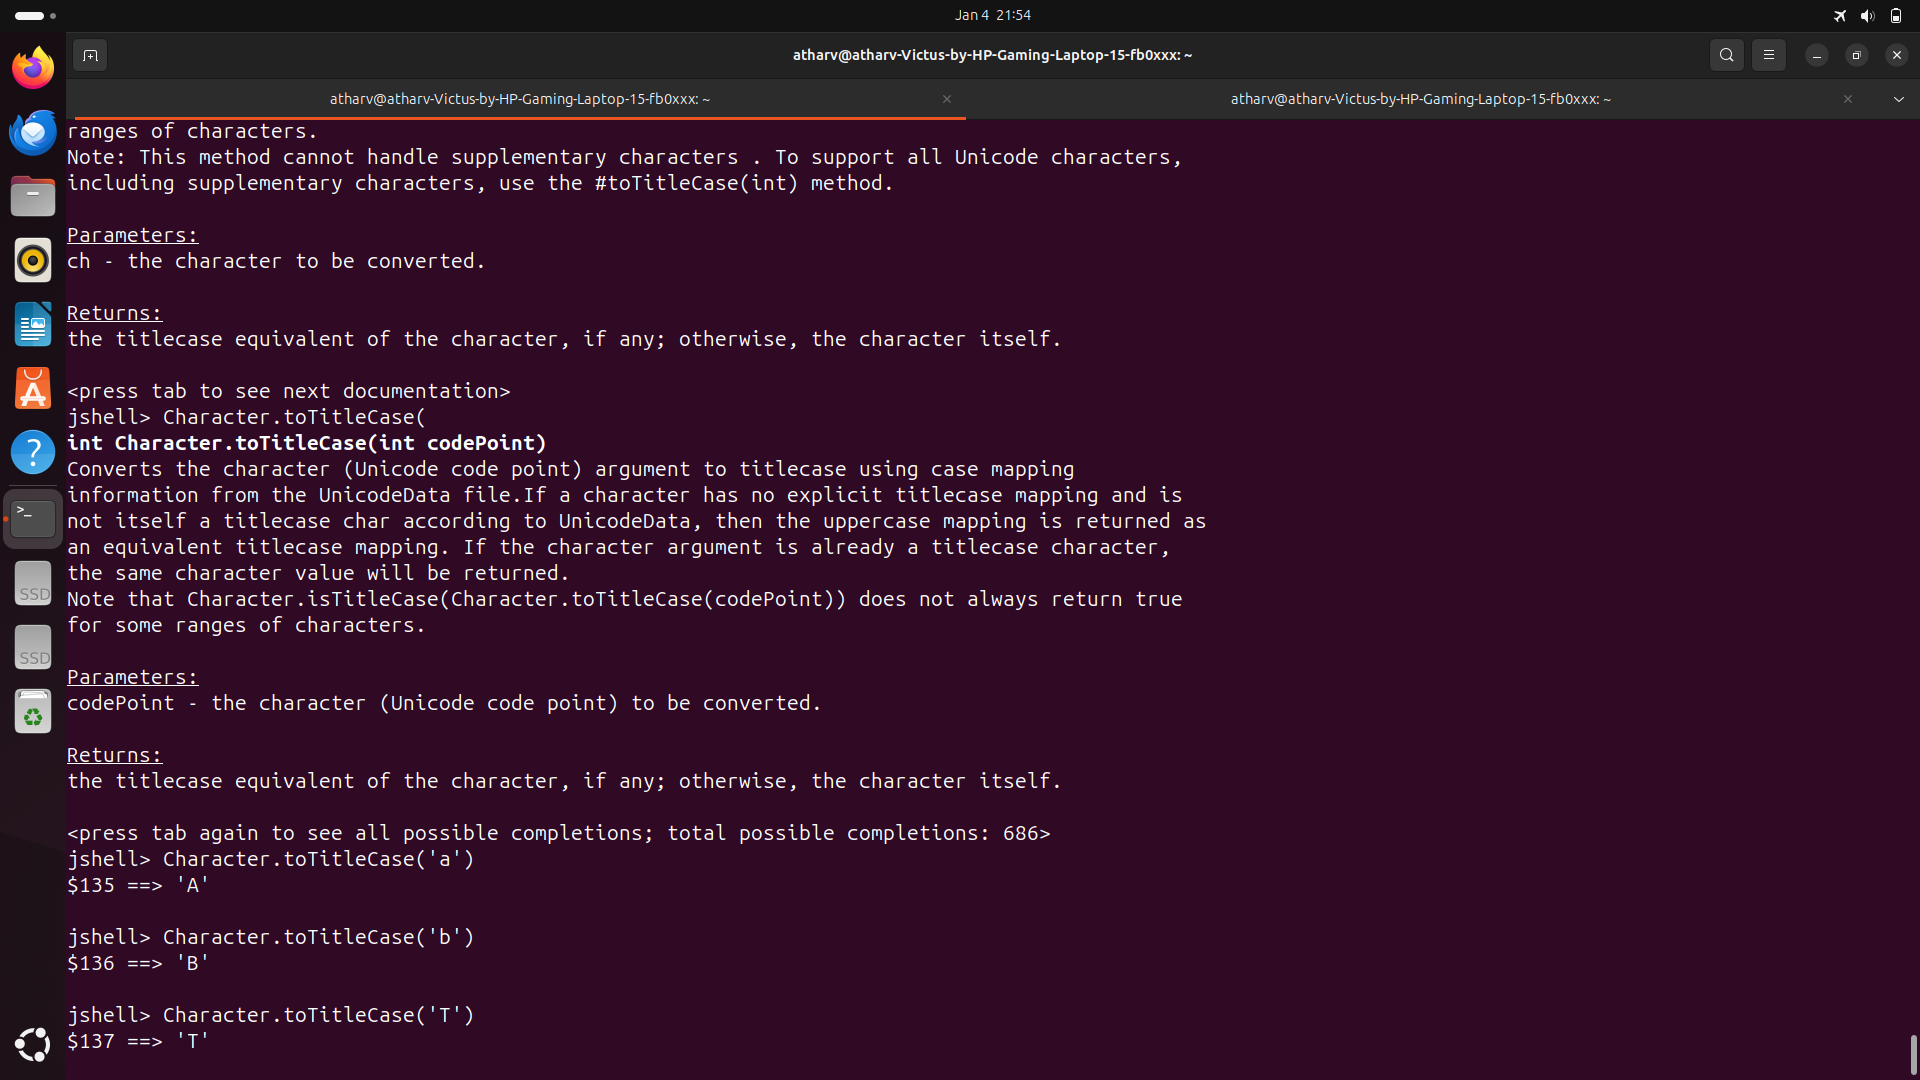 Jan 4 21:54
atharv@atharv-Victus-by-HP-Gaming-Laptop-15-fb0xxx: ~
atharv@atharv-Victus-by-HP-Gaming-Laptop-15-fb0xxx: ~
atharv@atharv-Victus-by-HP-Gaming-Laptop-15-fb0xxx: ~
ranges of characters.
Note: This method cannot handle supplementary characters . To support all Unicode characters,
including supplementary characters, use the #toTitleCase(int) method.
Parameters:
ch - the character to be converted.
Returns:
the titlecase equivalent of the character, if any; otherwise, the character itself.
<press tab to see next documentation>
jshell> Character.toTitleCase(
int Character.toTitleCase(int codePoint)
Converts the character (Unicode code point) argument to titlecase using case mapping
information from the UnicodeData file.If a character has no explicit titlecase mapping and is
not itself a titlecase char according to UnicodeData, then the uppercase mapping is returned as
an equivalent titlecase mapping. If the character argument is already a titlecase character,
the same character value will be returned.
Note that Character.isTitleCase(Character.toTitleCase(codePoint)) does not always return true
for some ranges of characters.
Parameters:
codePoint - the character (Unicode code point) to be converted.
Returns:
the titlecase equivalent of the character, if any; otherwise, the character itself.
<press tab again to see all possible completions; total possible completions: 686>
jshell> Character.toTitleCase('a')
$135 ==> 'A'
jshell> Character.toTitleCase('b')
$136 ==> 'B'
jshell> Character.toTitleCase('T')
$137 ==> 'T'
?
>_
SSD
SSD